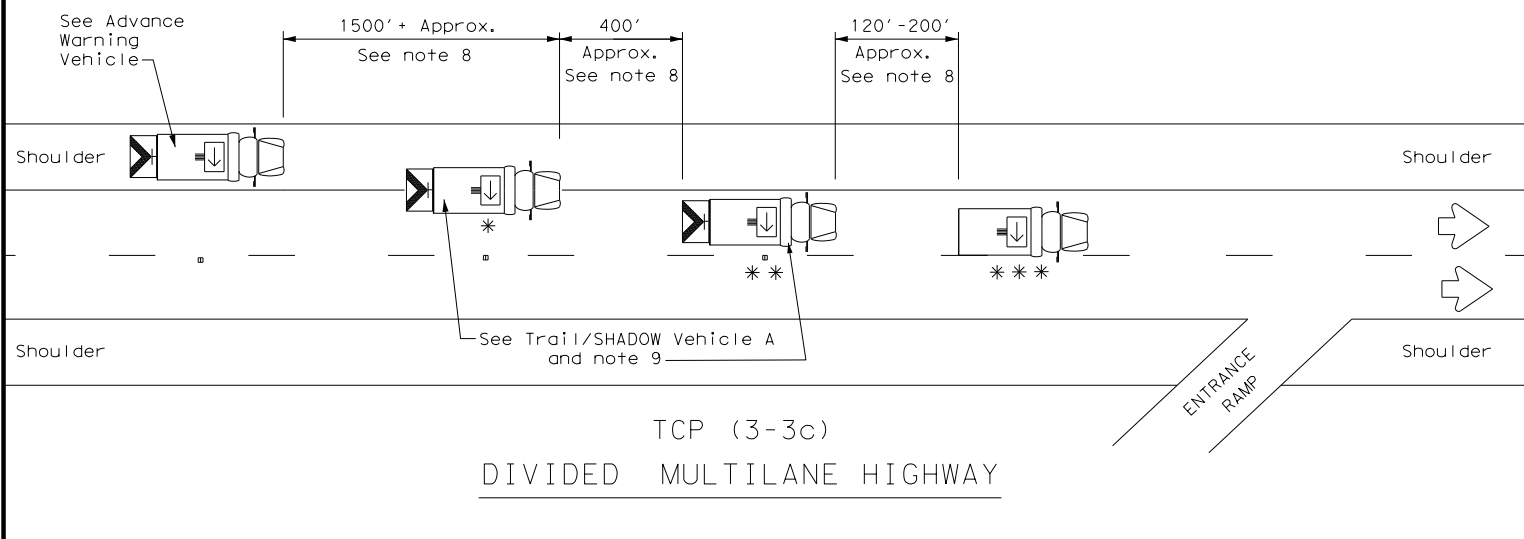 See Advance
Warning
Vehicle
1500'+ Approx.
See note 8
400'
Approx.
See note 8
120'-200'
Approx.
See note 8
Shoulder
Shoulder
*
* *
* * *
See Trail/SHADOW Vehicle A
and note 9
Shoulder
Shoulder
ENTRANCE
RAMP
TCP (3-3c)
DIVIDED MULTILANE HIGHWAY